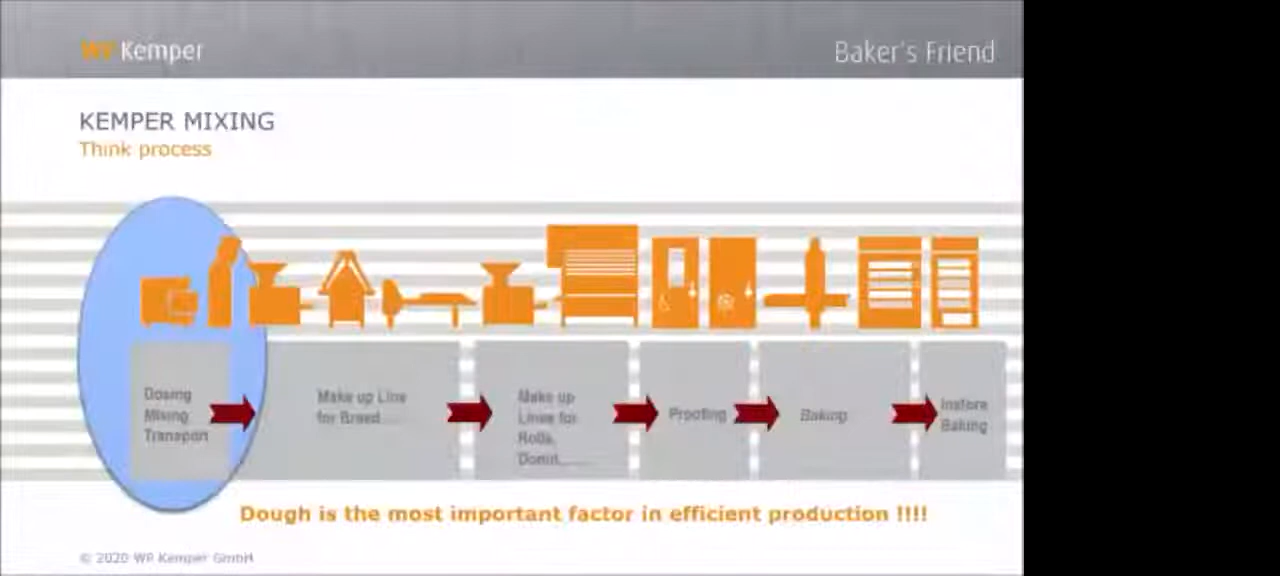 WP Kemper
Baker's Friend
KEMPER MIXING
Think process
Dosing
Mixing
Transport
Make up Line
for Bread....
Make up
Lines for
Rolls,
Proofing
Baking
Instore
Baking
Dough is the most important factor in efficient production !!!!
© 2020 WP Kemper GmbH